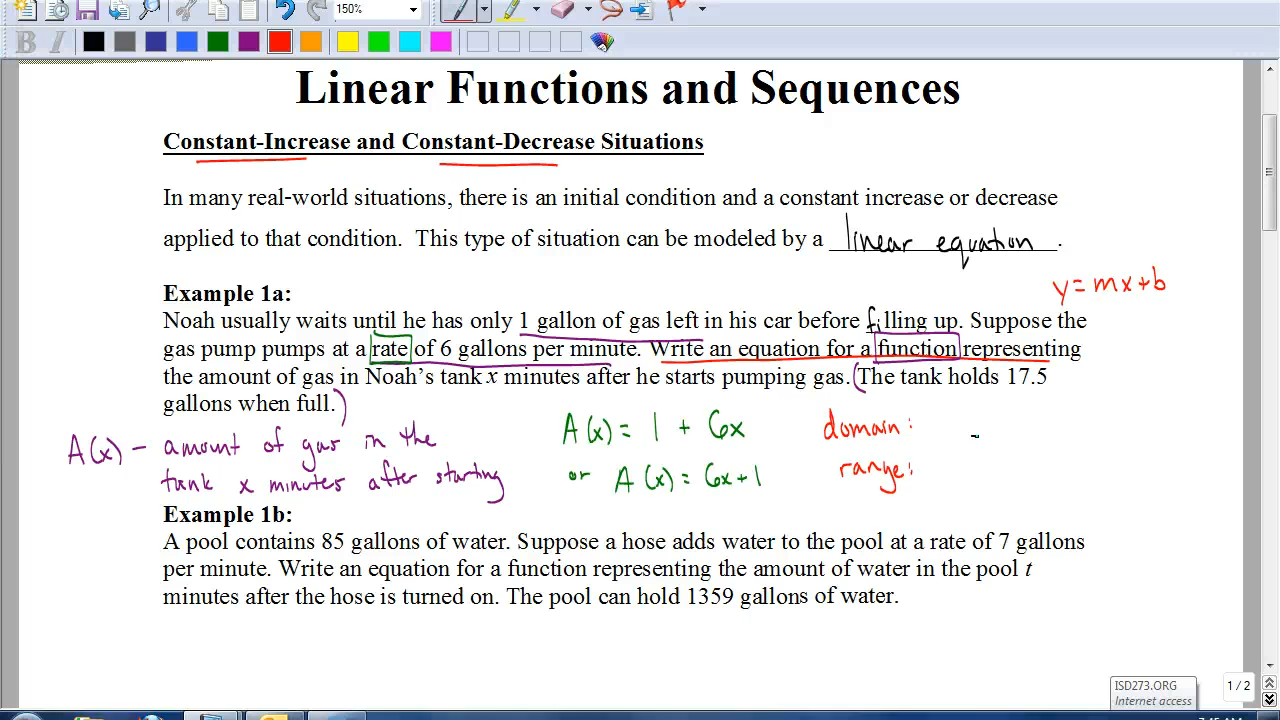 150%
B I
Linear Functions and Sequences
Constant-Increase and Constant-Decrease Situations
In many real-world situations, there is an initial condition and a constant increase or decrease
applied to that condition. This type of situation can be modeled by a linear equation.
y = mx + b
Example 1a:
Noah usually waits until he has only 1 gallon of gas left in his car before filling up. Suppose the
gas pump pumps at a rate of 6 gallons per minute. Write an equation for a function representing
the amount of gas in Noah's tank x minutes after he starts pumping gas. (The tank holds 17.5
gallons when full.)
A(x) – amount of gas in the
tank x minutes after starting
A(x) = 1 + 6x
or A(x) = 6x+1
domain:
range:
Example 1b:
A pool contains 85 gallons of water. Suppose a hose adds water to the pool at a rate of 7 gallons
per minute. Write an equation for a function representing the amount of water in the pool t
minutes after the hose is turned on. The pool can hold 1359 gallons of water.
ISD273.ORG
Internet access
1 / 2